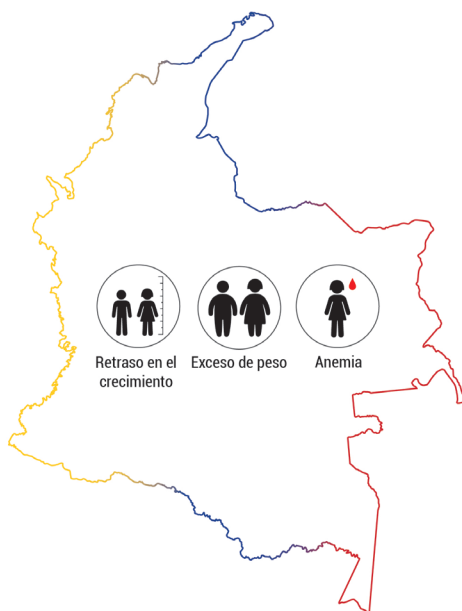 Retraso en el
crecimiento
Exceso de peso
Anemia